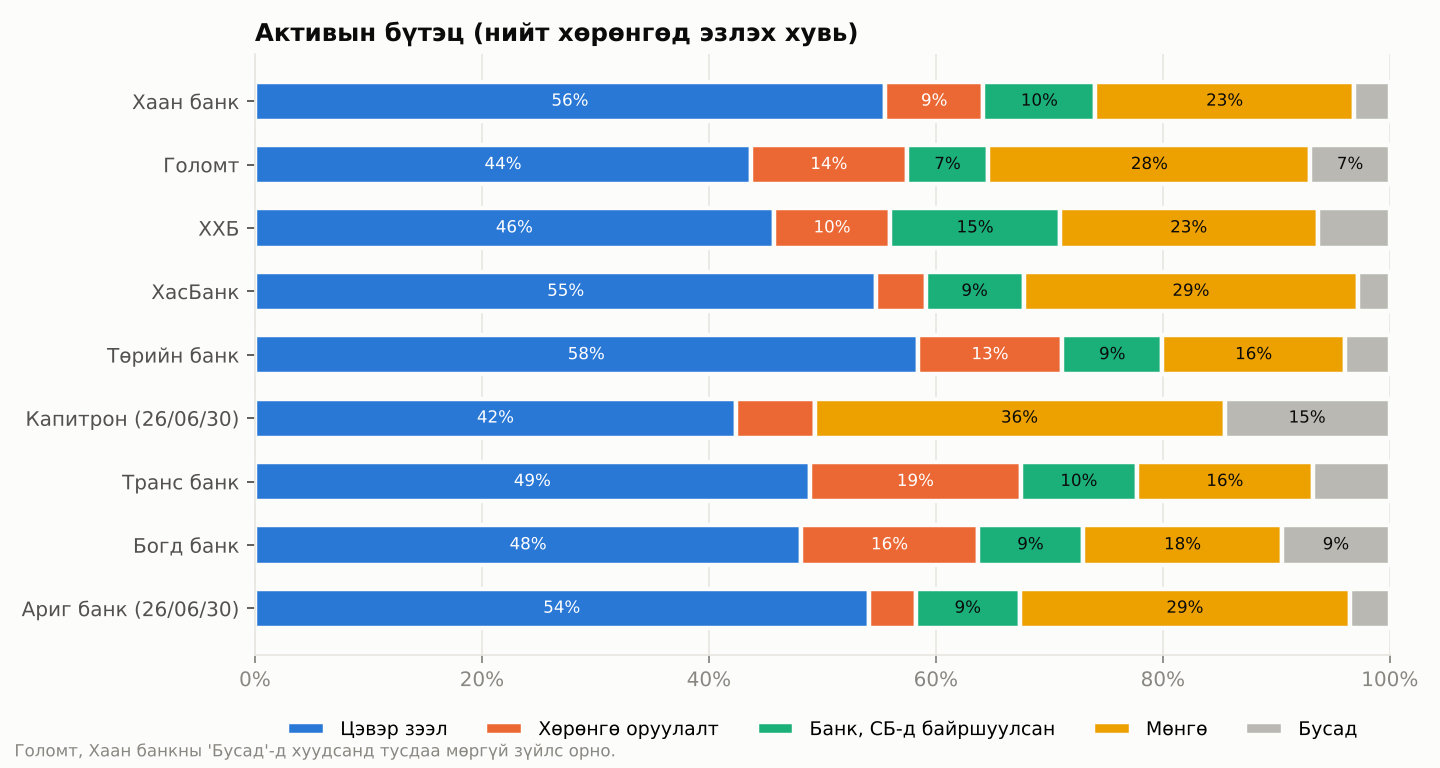 Активын бүтэц (нийт хөрөнгөд эзлэх хувь)
Хаан банк 56% 9% 10% 23%
Голомт 44% 14% 7% 28% 7%
ХХБ 46% 10% 15% 23%
ХасБанк 55% 9% 29%
Төрийн банк 58% 13% 9% 16%
Капитрон (26/06/30) 42% 36% 15%
Транс банк 49% 19% 10% 16%
Богд банк 48% 16% 9% 18% 9%
Ариг банк (26/06/30) 54% 9% 29%
0% 20% 40% 60% 80% 100%
Цэвэр зээл Хөрөнгө оруулалт Банк, СБ-д байршуулсан Мөнгө Бусад
Голомт, Хаан банкны 'Бусад'-д хуудсанд тусдаа мөргүй зүйлс орно.